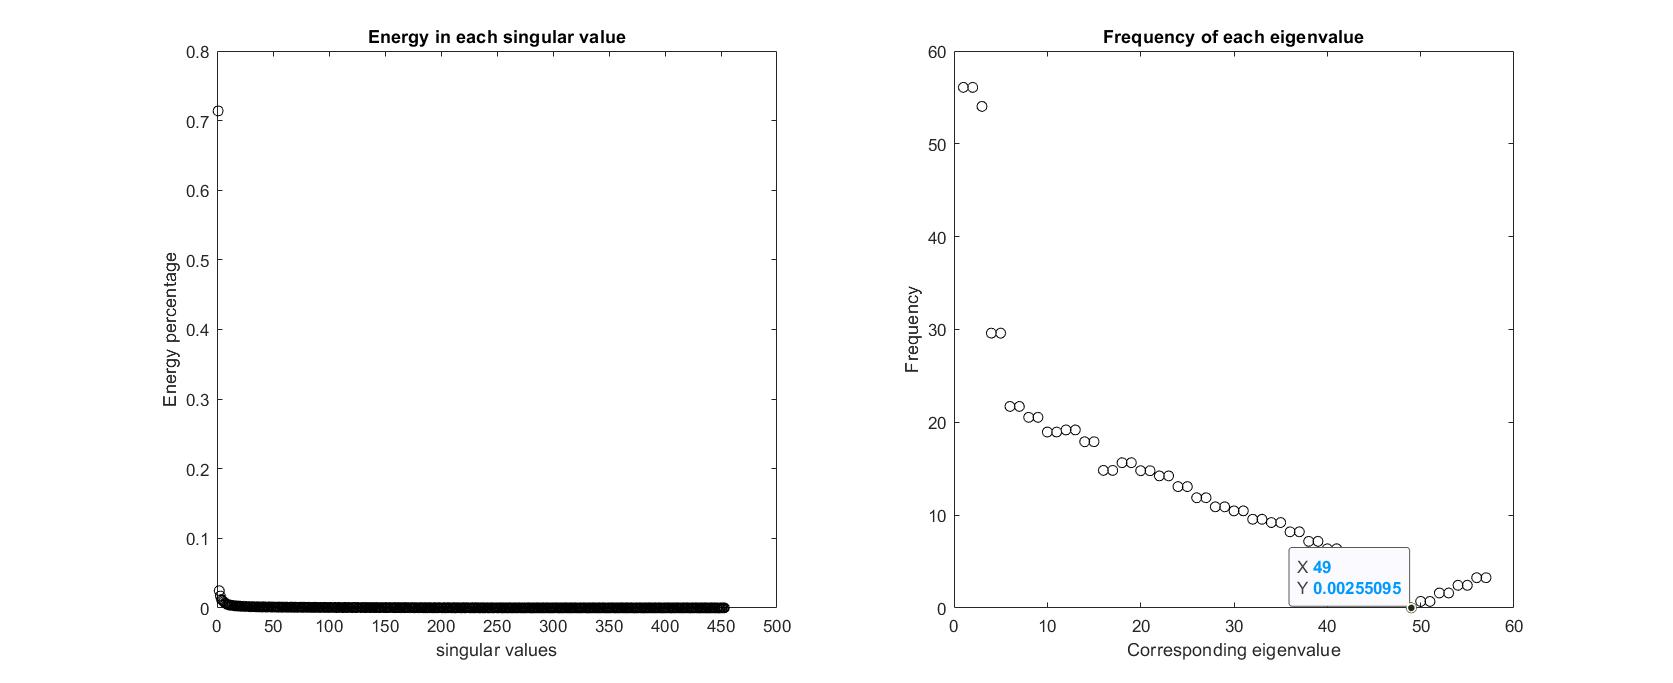 Energy in each singular value
0.8
0.7
0.6
0.5
0.4
0.3
0.2
0.1
0
Energy percentage
0 50 100 150 200 250 300 350 400 450 500
singular values
Frequency of each eigenvalue
60
50
40
30
20
10
0
Frequency
X 49
Y 0.00255095
0 10 20 30 40 50 60
Corresponding eigenvalue